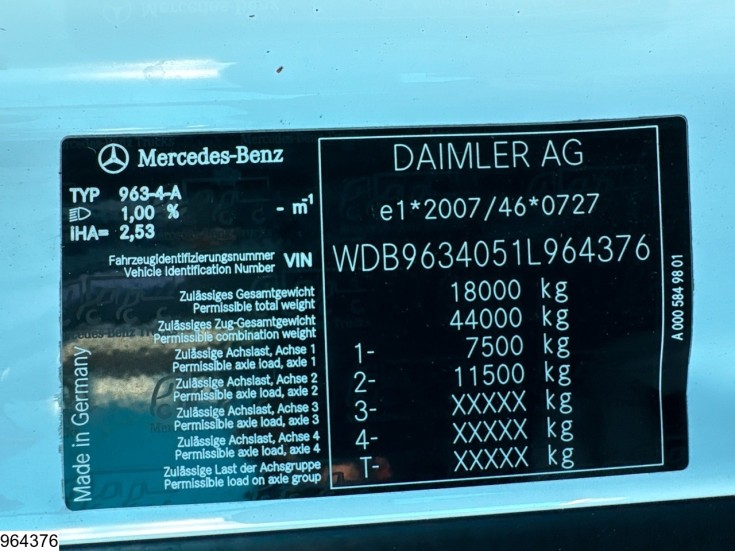 Mercedes-Benz
TYP 963-4-A
1,00 % - m-1
iHA= 2,53
DAIMLER AG
e1*2007/46*0727
Fahrzeugidentifizierungsnummer
Vehicle Identification Number VIN WDB9634051L964376
Zulässiges Gesamtgewicht
Permissible total weight 18000 kg
Zulässiges Zug-Gesamtgewicht
Permissible combination weight 44000 kg
Zulässige Achslast, Achse 1
Permissible axle load, axle 1 1- 7500 kg
Zulässige Achslast, Achse 2
Permissible axle load, axle 2 2- 11500 kg
Zulässige Achslast, Achse 3
Permissible axle load, axle 3 3- XXXXX kg
Zulässige Achslast, Achse 4
Permissible axle load, axle 4 4- XXXXX kg
Zulässige Last der Achsgruppe
Permissible load on axle group T- XXXXX kg
Made in Germany
A 000 584 98 01
964376